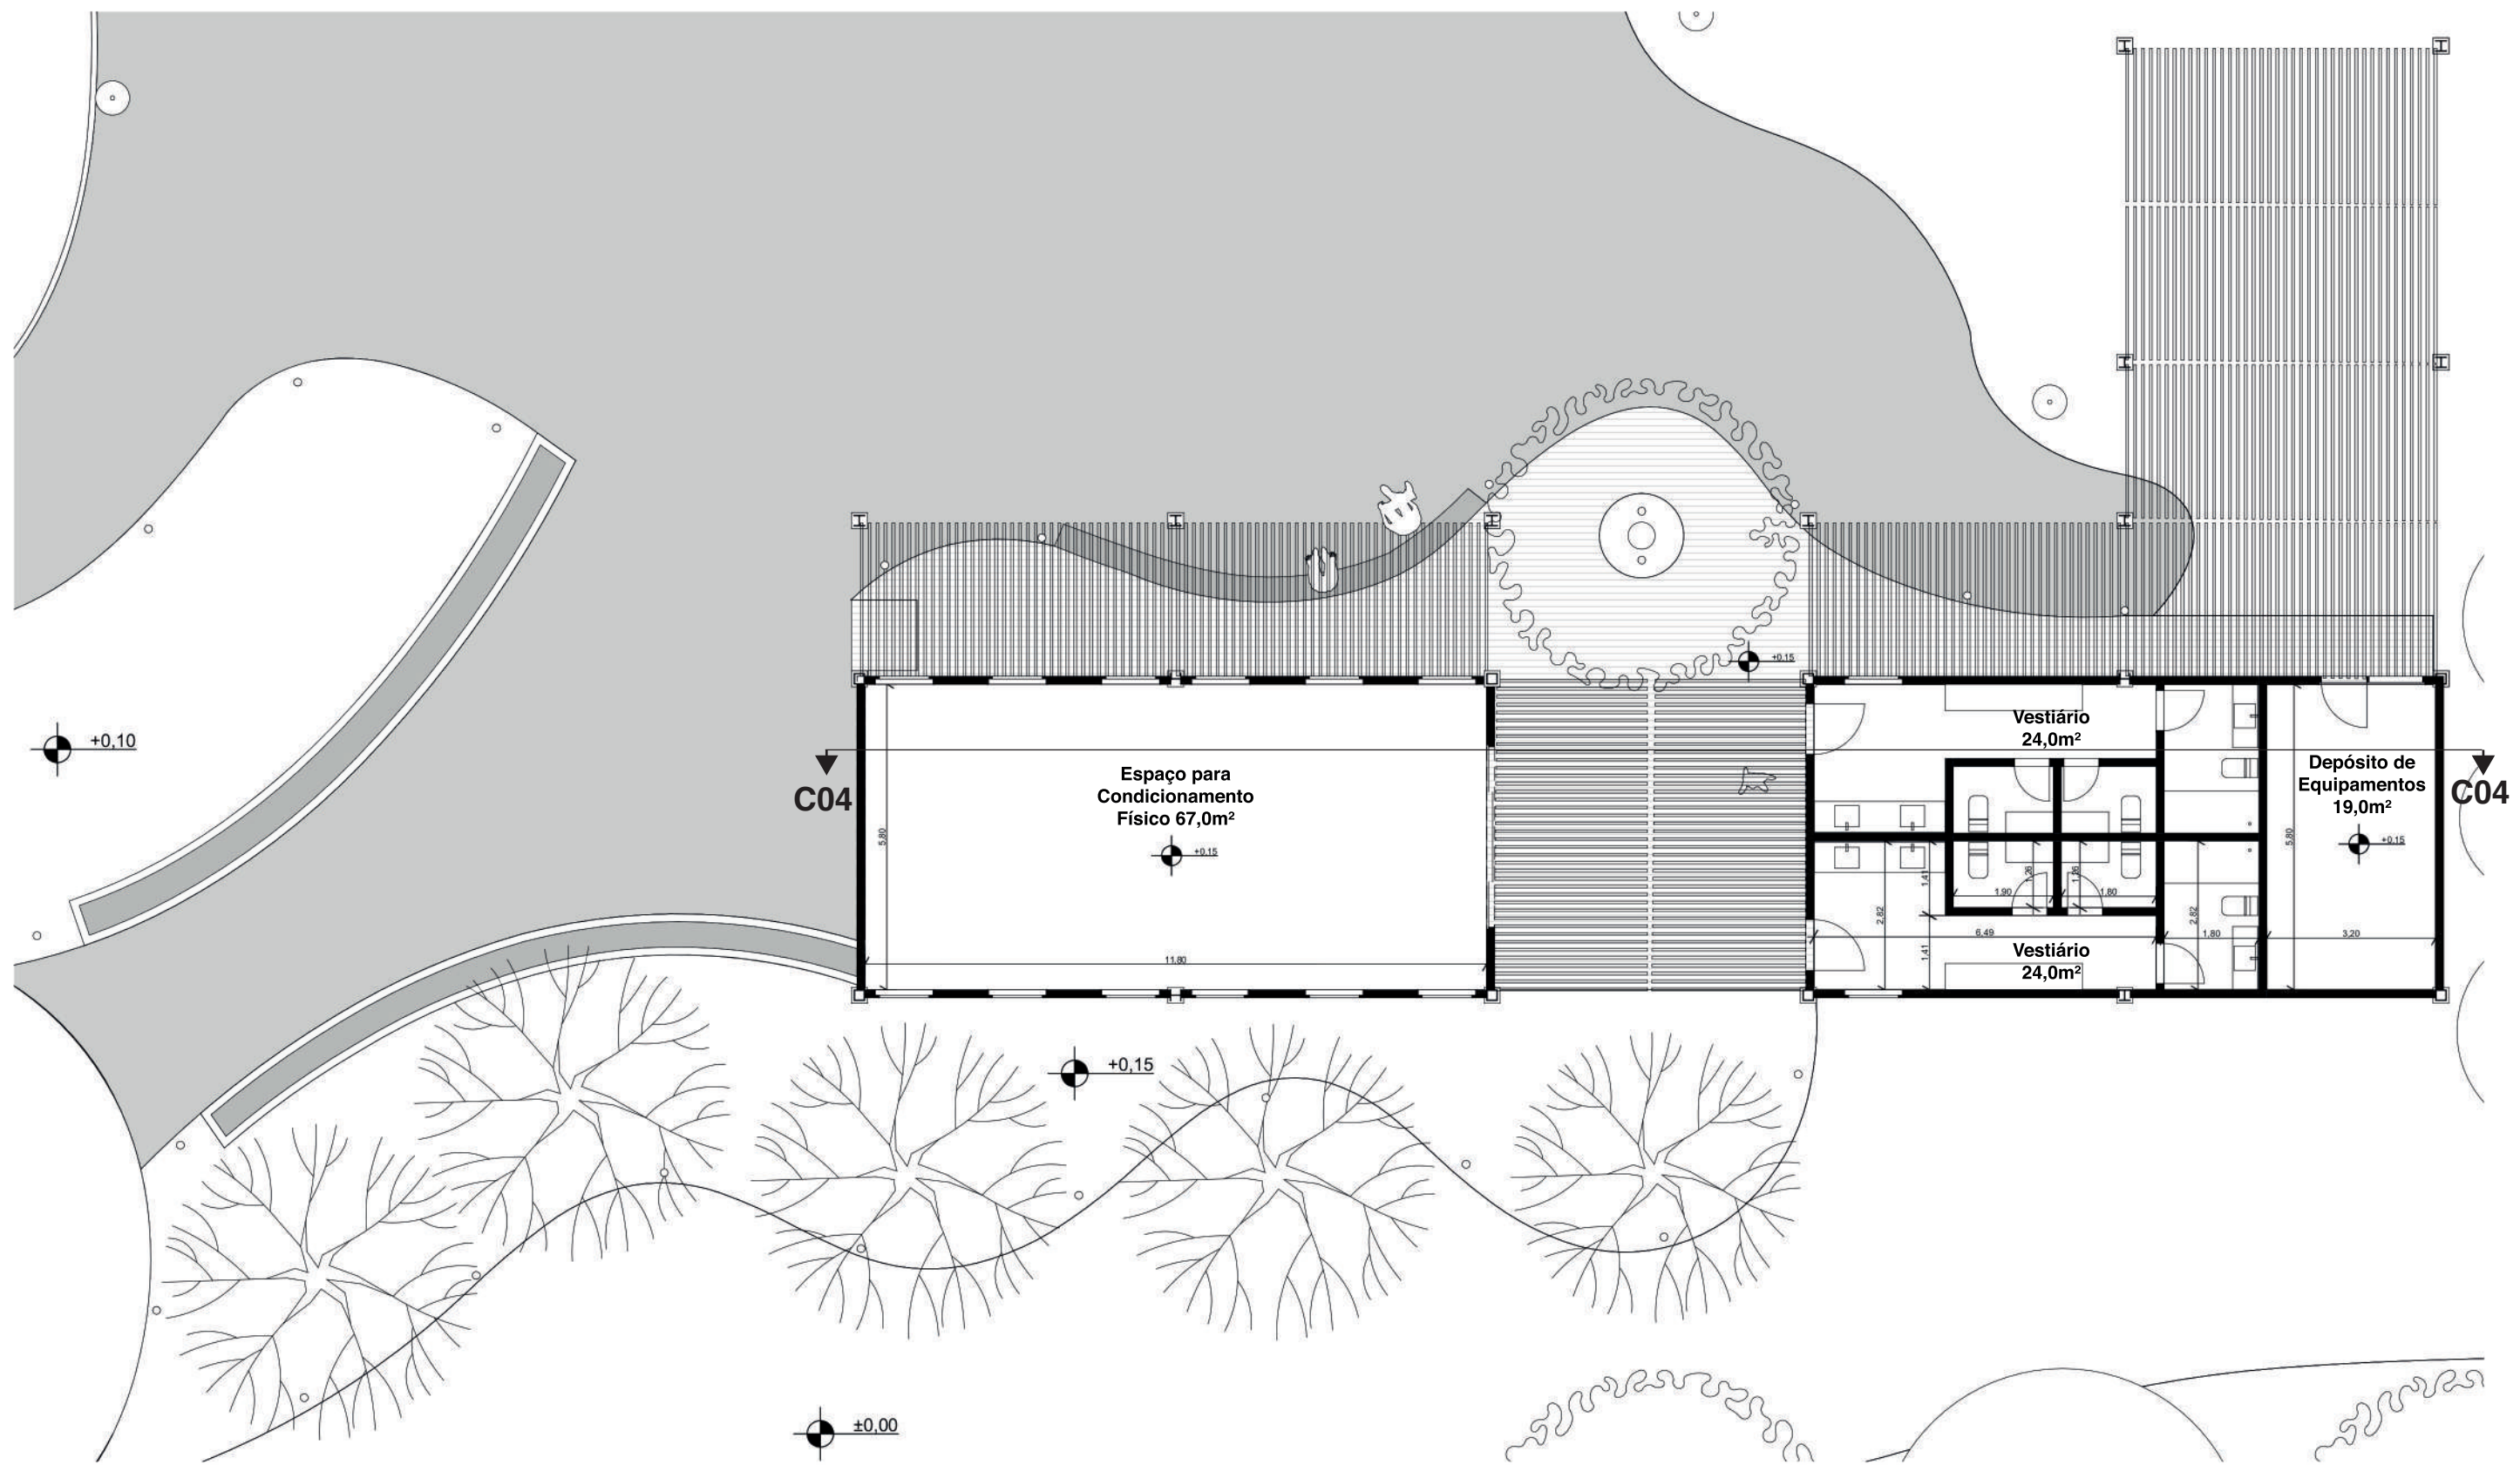 +0,15
Vestiário
24,0m²
+0,10
C04
Espaço para
Condicionamento
Físico 67,0m²
Depósito de
Equipamentos
19,0m²
C04
5,80
+0,15
5,80
+0,15
1,41
2,82
1,26
1,26
1,90
1,80
2,82
6,49
1,80
3,20
1,41
Vestiário
24,0m²
11,80
+0,15
±0,00